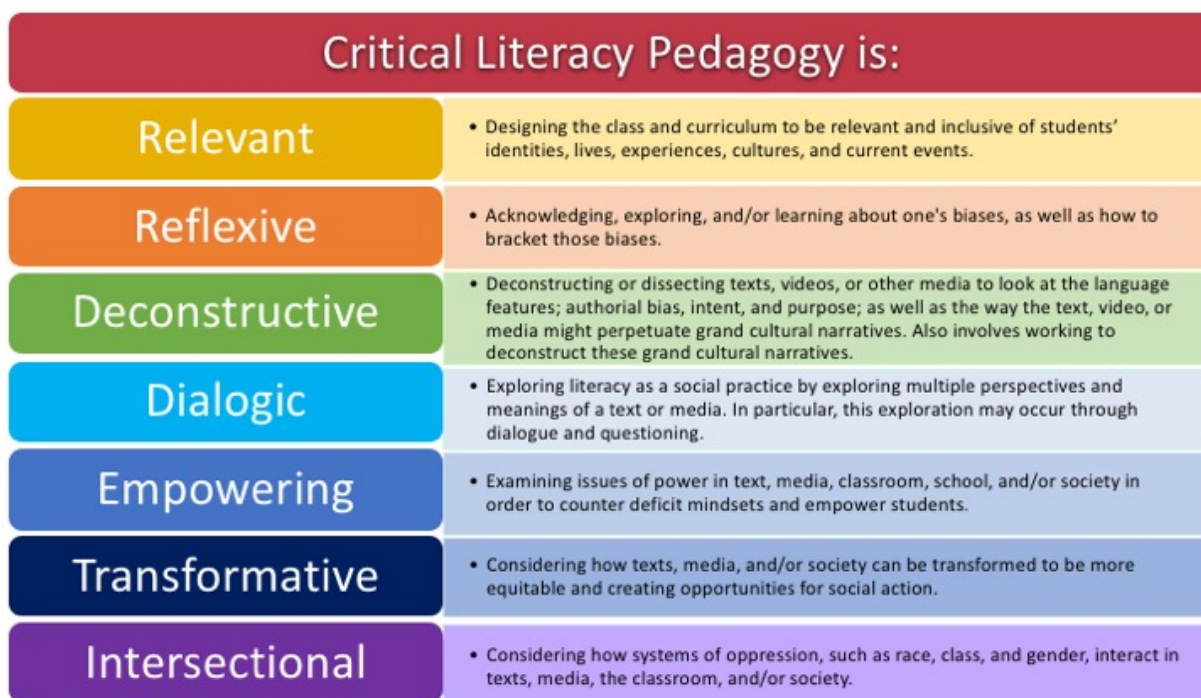 Critical Literacy Pedagogy is:
Relevant
• Designing the class and curriculum to be relevant and inclusive of students'
identities, lives, experiences, cultures, and current events.
Reflexive
• Acknowledging, exploring, and/or learning about one's biases, as well as how to
bracket those biases.
Deconstructive
• Deconstructing or dissecting texts, videos, or other media to look at the language
features; authorial bias, intent, and purpose; as well as the way the text, video, or
media might perpetuate grand cultural narratives. Also involves working to
deconstruct these grand cultural narratives.
Dialogic
• Exploring literacy as a social practice by exploring multiple perspectives and
meanings of a text or media. In particular, this exploration may occur through
dialogue and questioning.
Empowering
• Examining issues of power in text, media, classroom, school, and/or society in
order to counter deficit mindsets and empower students.
Transformative
• Considering how texts, media, and/or society can be transformed to be more
equitable and creating opportunities for social action.
Intersectional
• Considering how systems of oppression, such as race, class, and gender, interact in
texts, media, the classroom, and/or society.